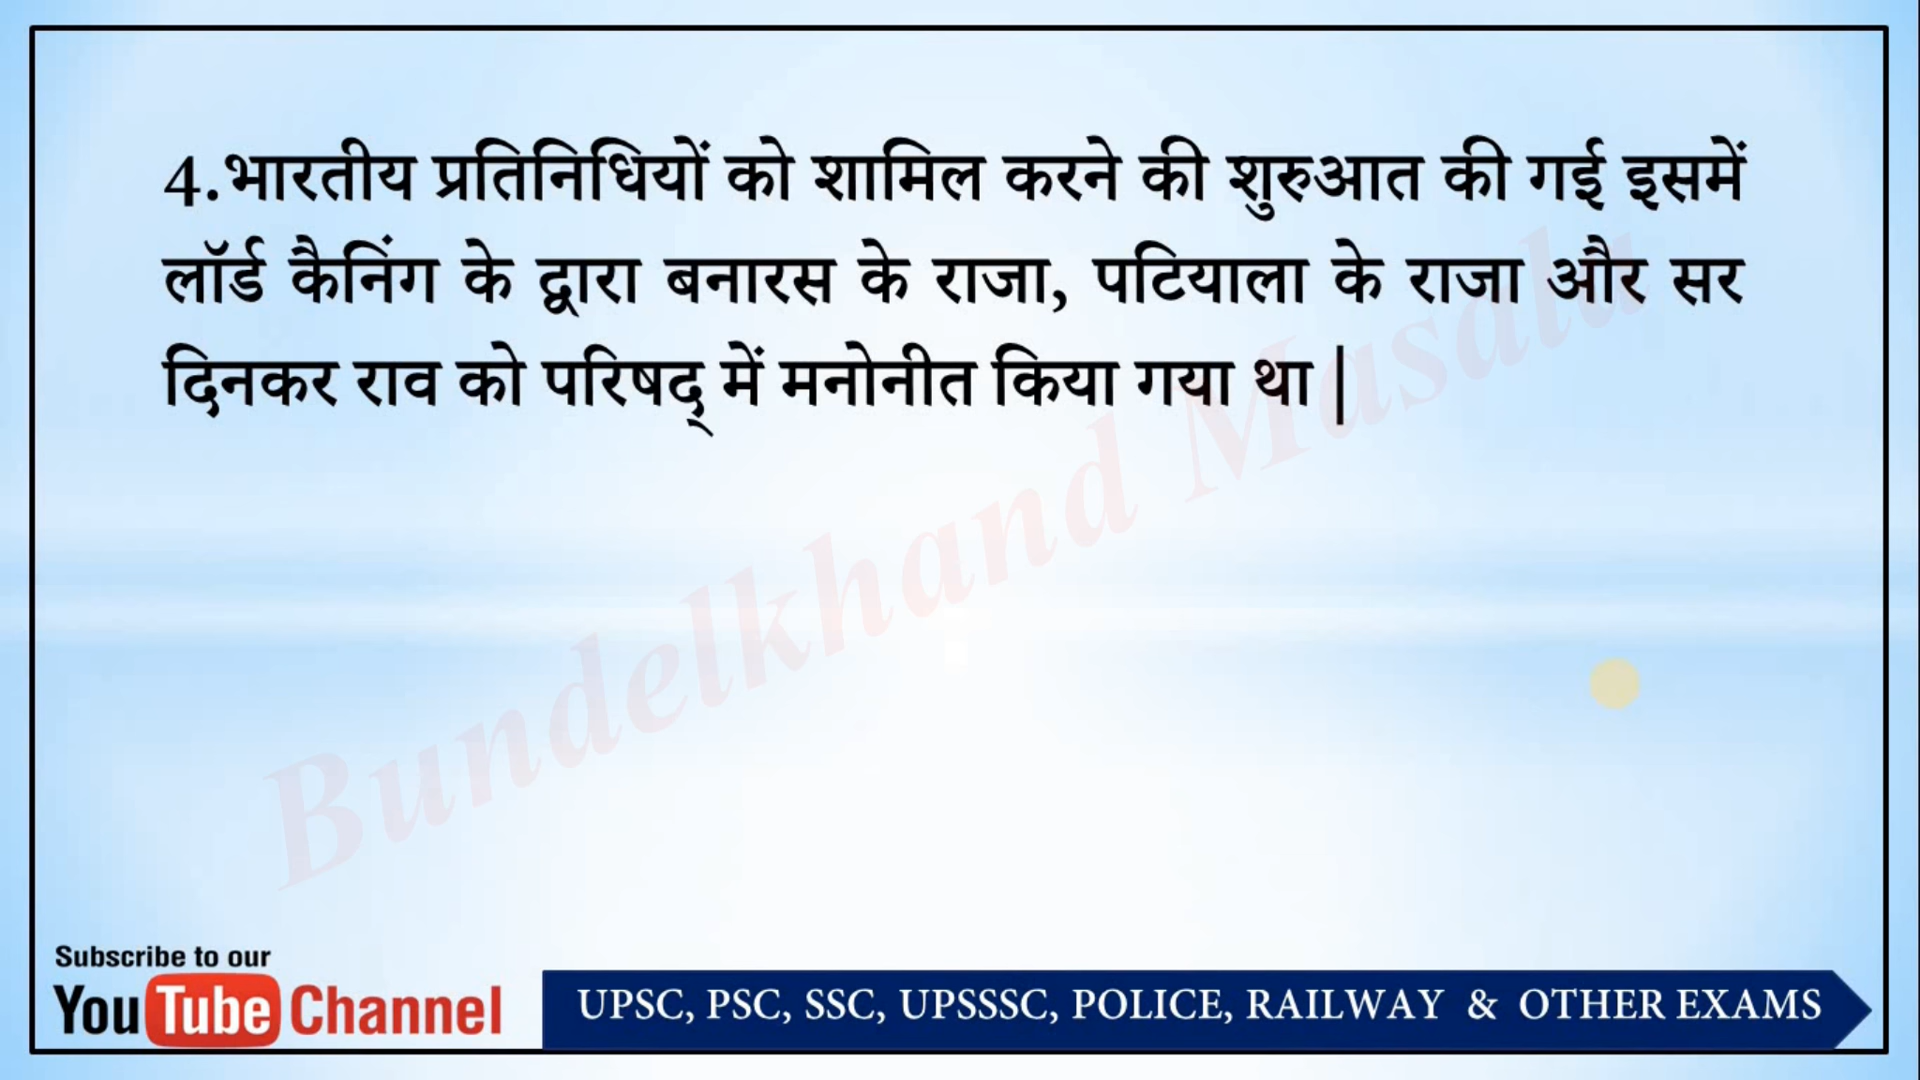 4.भारतीय प्रतिनिधियों को शामिल करने की शुरुआत की गई इसमें
लॉर्ड कैनिंग के द्वारा बनारस के राजा, पटियाला के राजा और सर
दिनकर राव को परिषद् में मनोनीत किया गया था |
Bundelkhand Masala
Subscribe to our
YouTube Channel
UPSC, PSC, SSC, UPSSSC, POLICE, RAILWAY & OTHER EXAMS